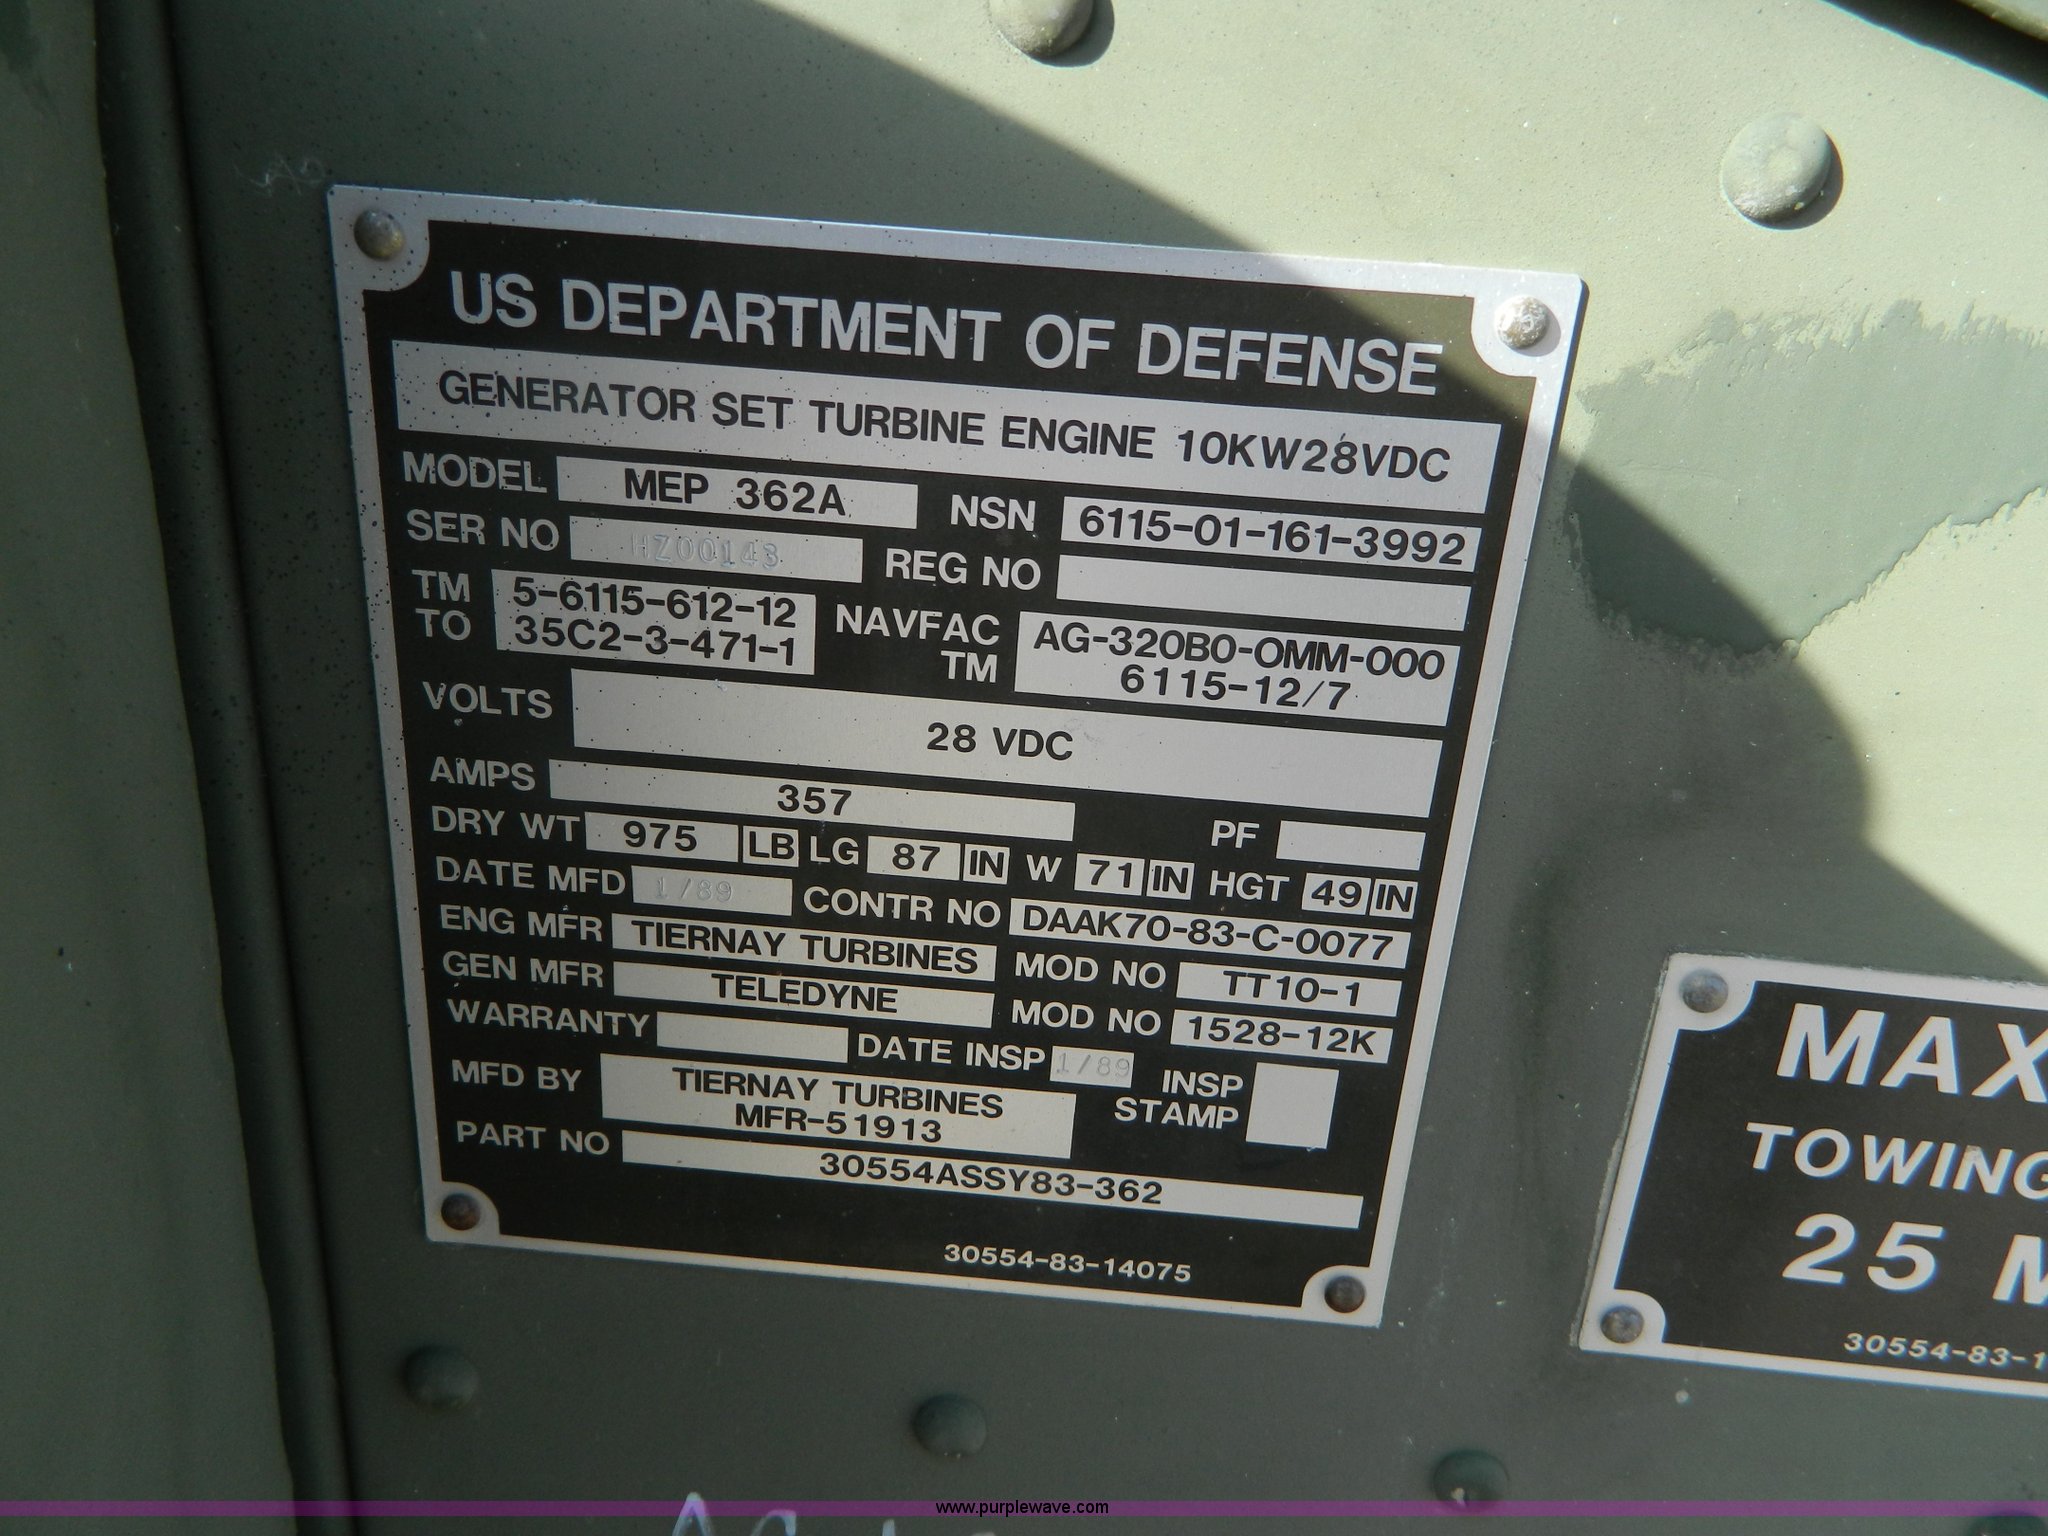 US DEPARTMENT OF DEFENSE
GENERATOR SET TURBINE ENGINE 10KW28VDC
MODEL MEP 362A NSN 6115-01-161-3992
SER NO HZ00143 REG NO
TM 5-6115-612-12 NAVFAC AG-320B0-OMM-000
TO 35C2-3-471-1 TM 6115-12/7
VOLTS 28 VDC
AMPS 357 PF
DRY WT 975 LB LG 87 IN W 71 IN HGT 49 IN
DATE MFD 1/89 CONTR NO DAAK70-83-C-0077
ENG MFR TIERNAY TURBINES MOD NO TT10-1
GEN MFR TELEDYNE MOD NO 1528-12K
WARRANTY DATE INSP 1/89 INSP STAMP
MFD BY TIERNAY TURBINES
MFR-51913
PART NO 30554ASSY83-362
30554-83-14075
MAX
TOWING
25 M
30554-83-1
www.purplewave.com